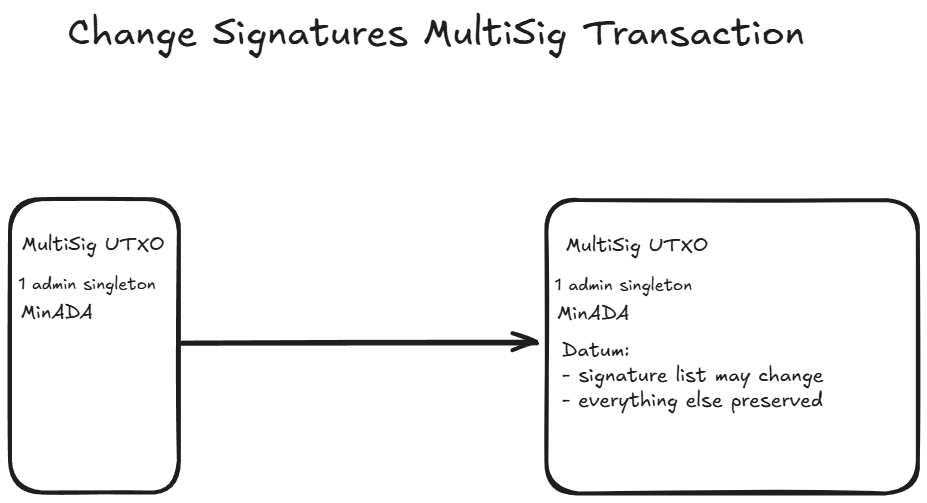 Change Signatures MultiSig Transaction
MultiSig UTXO
1 admin singleton
MinADA
MultiSig UTXO
1 admin singleton
MinADA
Datum:
- signature list may change
- everything else preserved